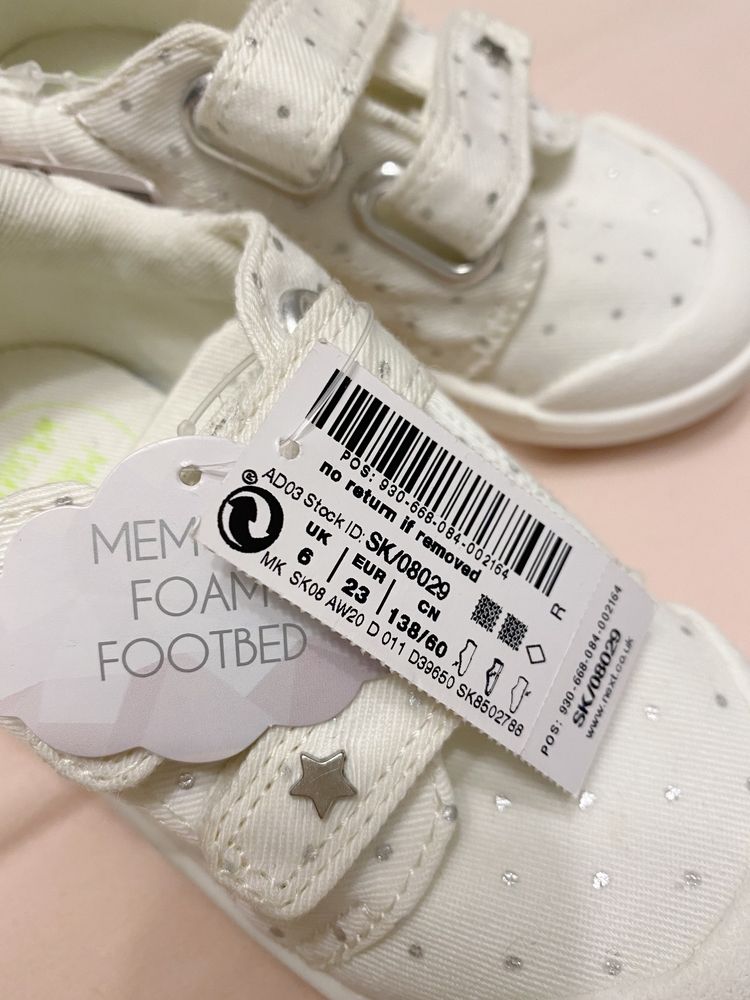 POS: 930-668-084-002164
no return if removed
® AD03 Stock ID: SK/08029
UK EUR CN
6 23 138/60
MK SK08 AW20 D 011 D39650 SK8502788
R
POS: 930-668-084-002164
SK/08029
www.next.co.uk
MEM
FOAM
FOOTBED